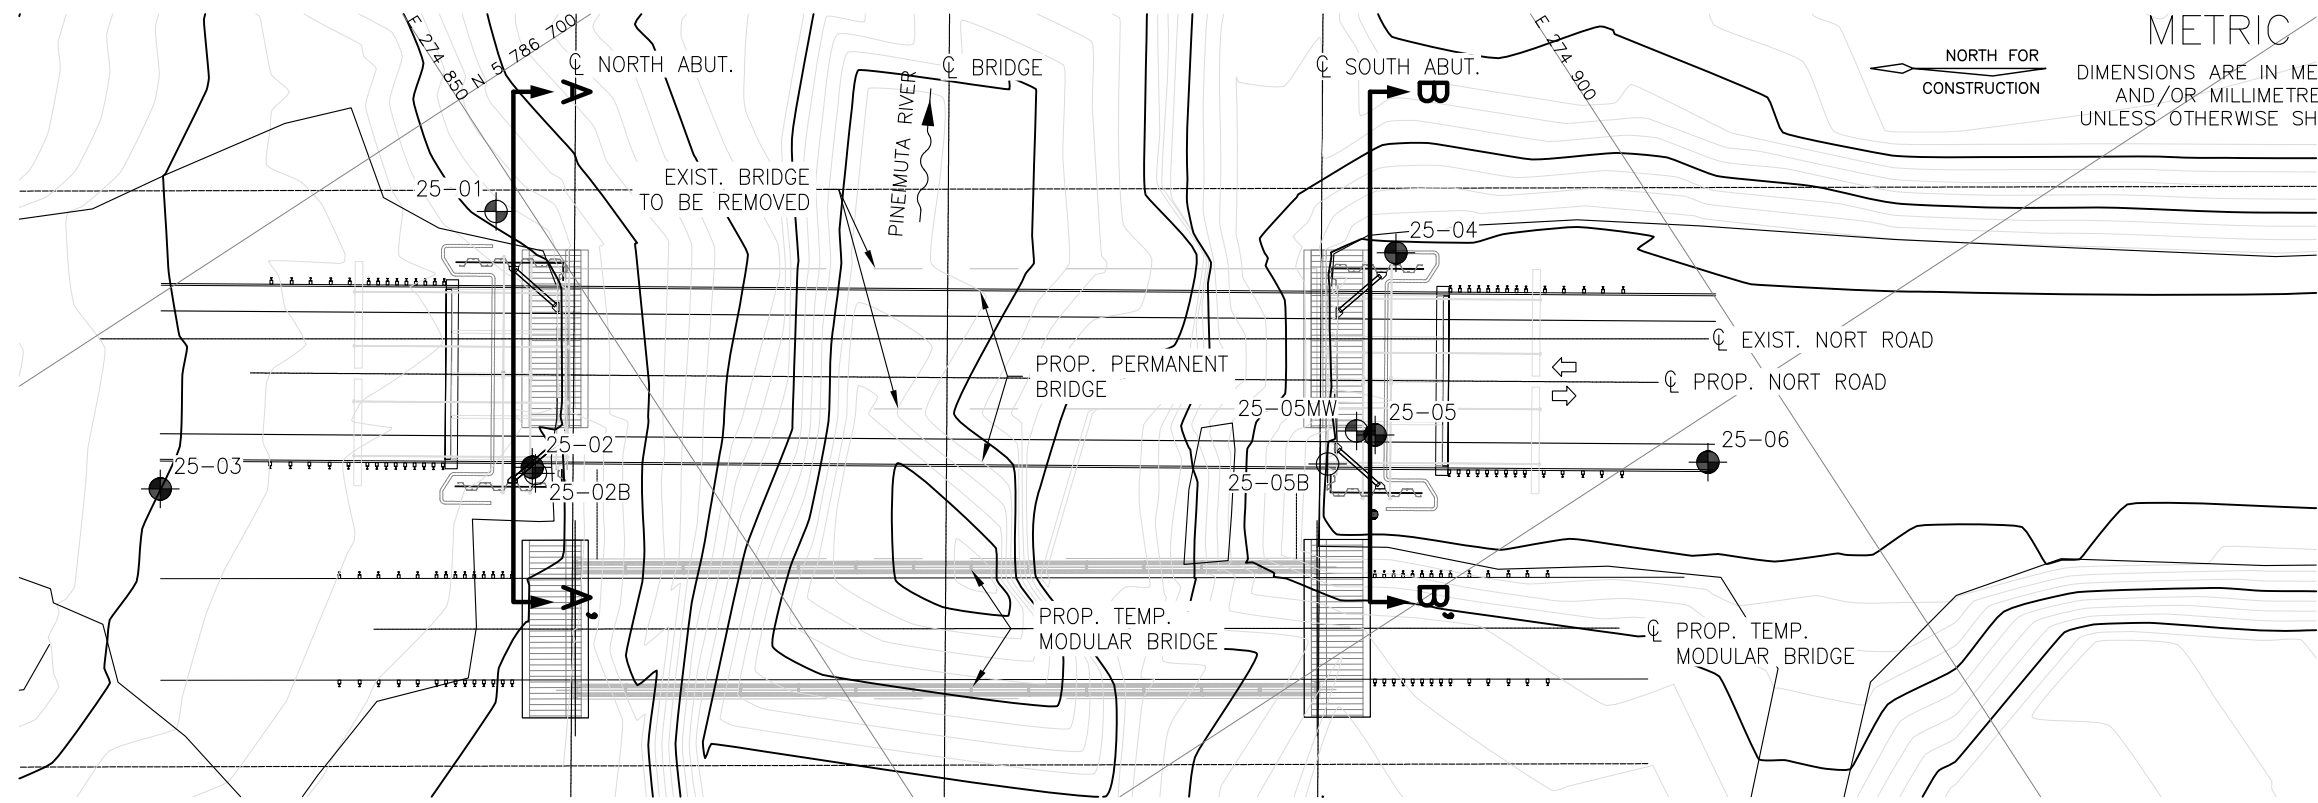 METRIC
NORTH FOR
CONSTRUCTION
DIMENSIONS ARE IN ME
AND/OR MILLIMETRE
UNLESS OTHERWISE SH
E 274 850
N 5 786 700
℄ NORTH ABUT.
℄ BRIDGE
℄ SOUTH ABUT.
E 274 900
A
B
PINEIMUTA RIVER
EXIST. BRIDGE
TO BE REMOVED
25-01
25-04
℄ EXIST. NORT ROAD
PROP. PERMANENT
BRIDGE
℄ PROP. NORT ROAD
25-05MW
25-05
25-02
25-06
25-03
25-02B
25-05B
A'
B'
PROP. TEMP.
MODULAR BRIDGE
℄ PROP. TEMP.
MODULAR BRIDGE